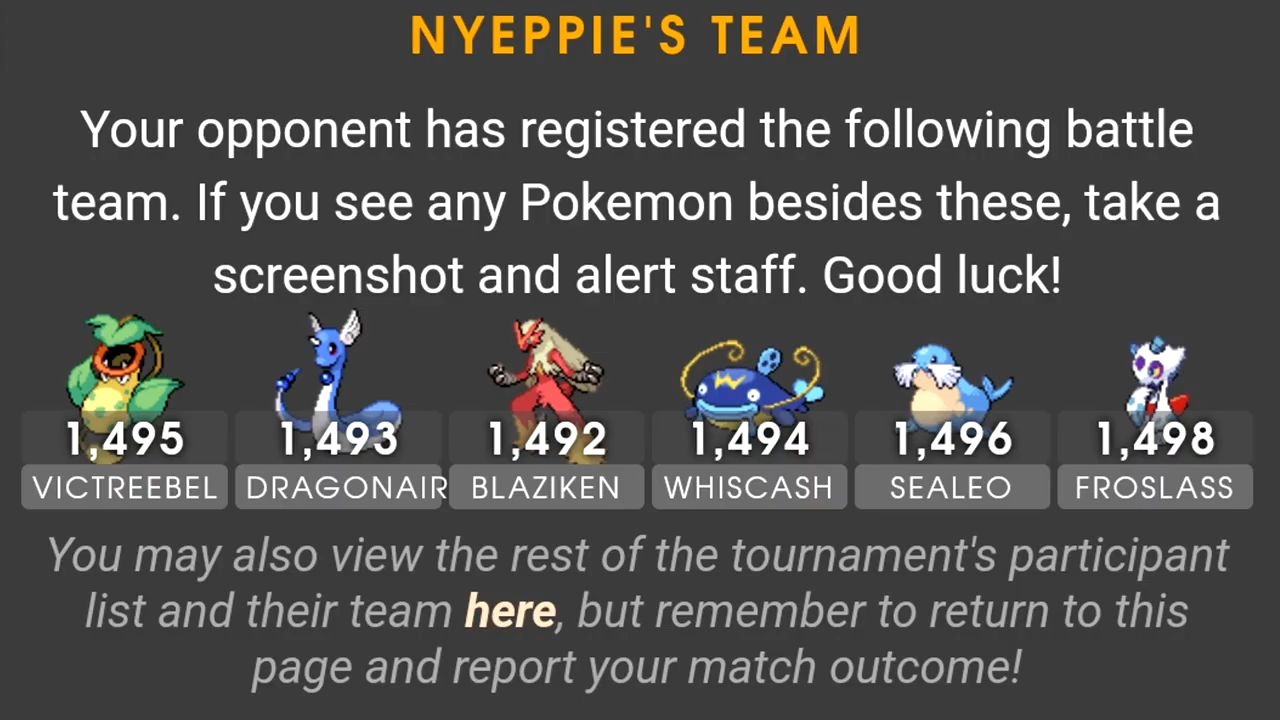 NYEPPIE'S TEAM
Your opponent has registered the following battle
team. If you see any Pokemon besides these, take a
screenshot and alert staff. Good luck!
1,495 1,493 1,492 1,494 1,496 1,498
VICTREEBEL DRAGONAIR BLAZIKEN WHISCASH SEALEO FROSLASS
You may also view the rest of the tournament's participant
list and their team here, but remember to return to this
page and report your match outcome!